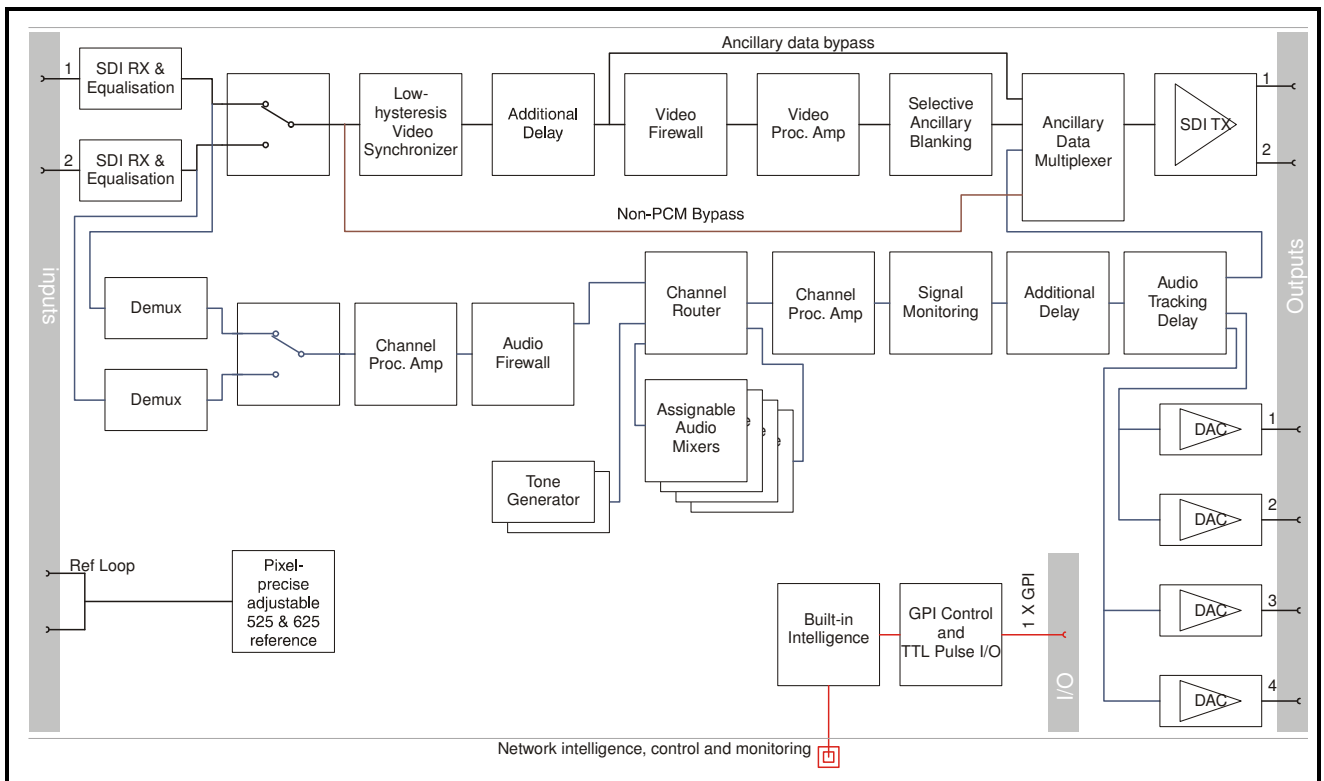 Ancillary data bypass
inputs
1
SDI RX &
Equalisation
2
SDI RX &
Equalisation
Low-
hysteresis
Video
Synchronizer
Additional
Delay
Video
Firewall
Video
Proc. Amp
Selective
Ancillary
Blanking
Ancillary
Data
Multiplexer
SDI TX
1
2
Outputs
Non-PCM Bypass
Demux
Demux
Channel
Proc. Amp
Audio
Firewall
Channel
Router
Channel
Proc. Amp
Signal
Monitoring
Additional
Delay
Audio
Tracking
Delay
Assignable
Audio
Mixers
e
e
e
Tone
Generator
DAC
1
DAC
2
DAC
3
DAC
4
Ref Loop
Pixel-
precise
adjustable
525 & 625
reference
Built-in
Intelligence
GPI Control
and
TTL Pulse I/O
1 X GPI
I/O
Network intelligence, control and monitoring